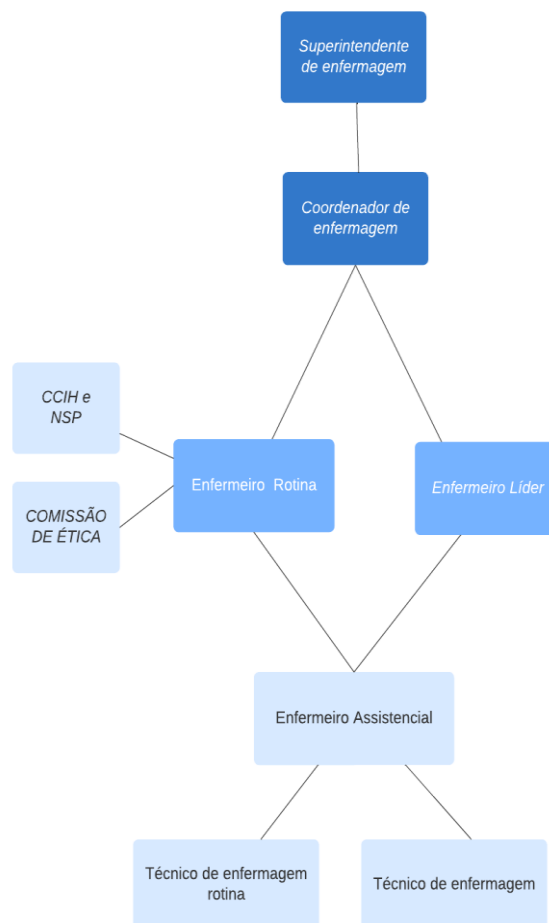 Superintendente
de enfermagem
Coordenador de
enfermagem
CCIH e
NSP
Enfermeiro  Rotina
Enfermeiro Líder
COMISSÃO
DE ÉTICA
Enfermeiro Assistencial
Técnico de enfermagem
rotina
Técnico de enfermagem